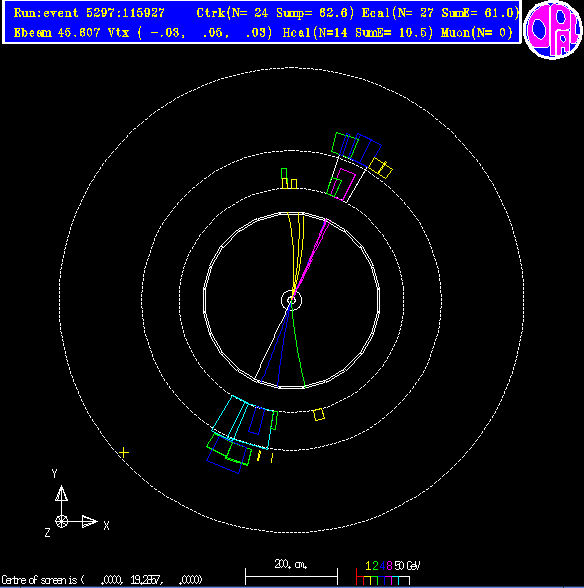 Run:event 5297:115927 Ctrk(N= 24 Sump= 62.6) Ecal(N= 27 SumE= 61.0)
Ebeam 45.607 Vtx ( -.03, .05, .03) Hcal(N=14 SumE= 10.5) Muon(N= 0)
OPAL
Y
X
Z
200. cm.
1 2 4 8 50 GeV
Centre of screen is ( .0000, 19.2857, .0000)